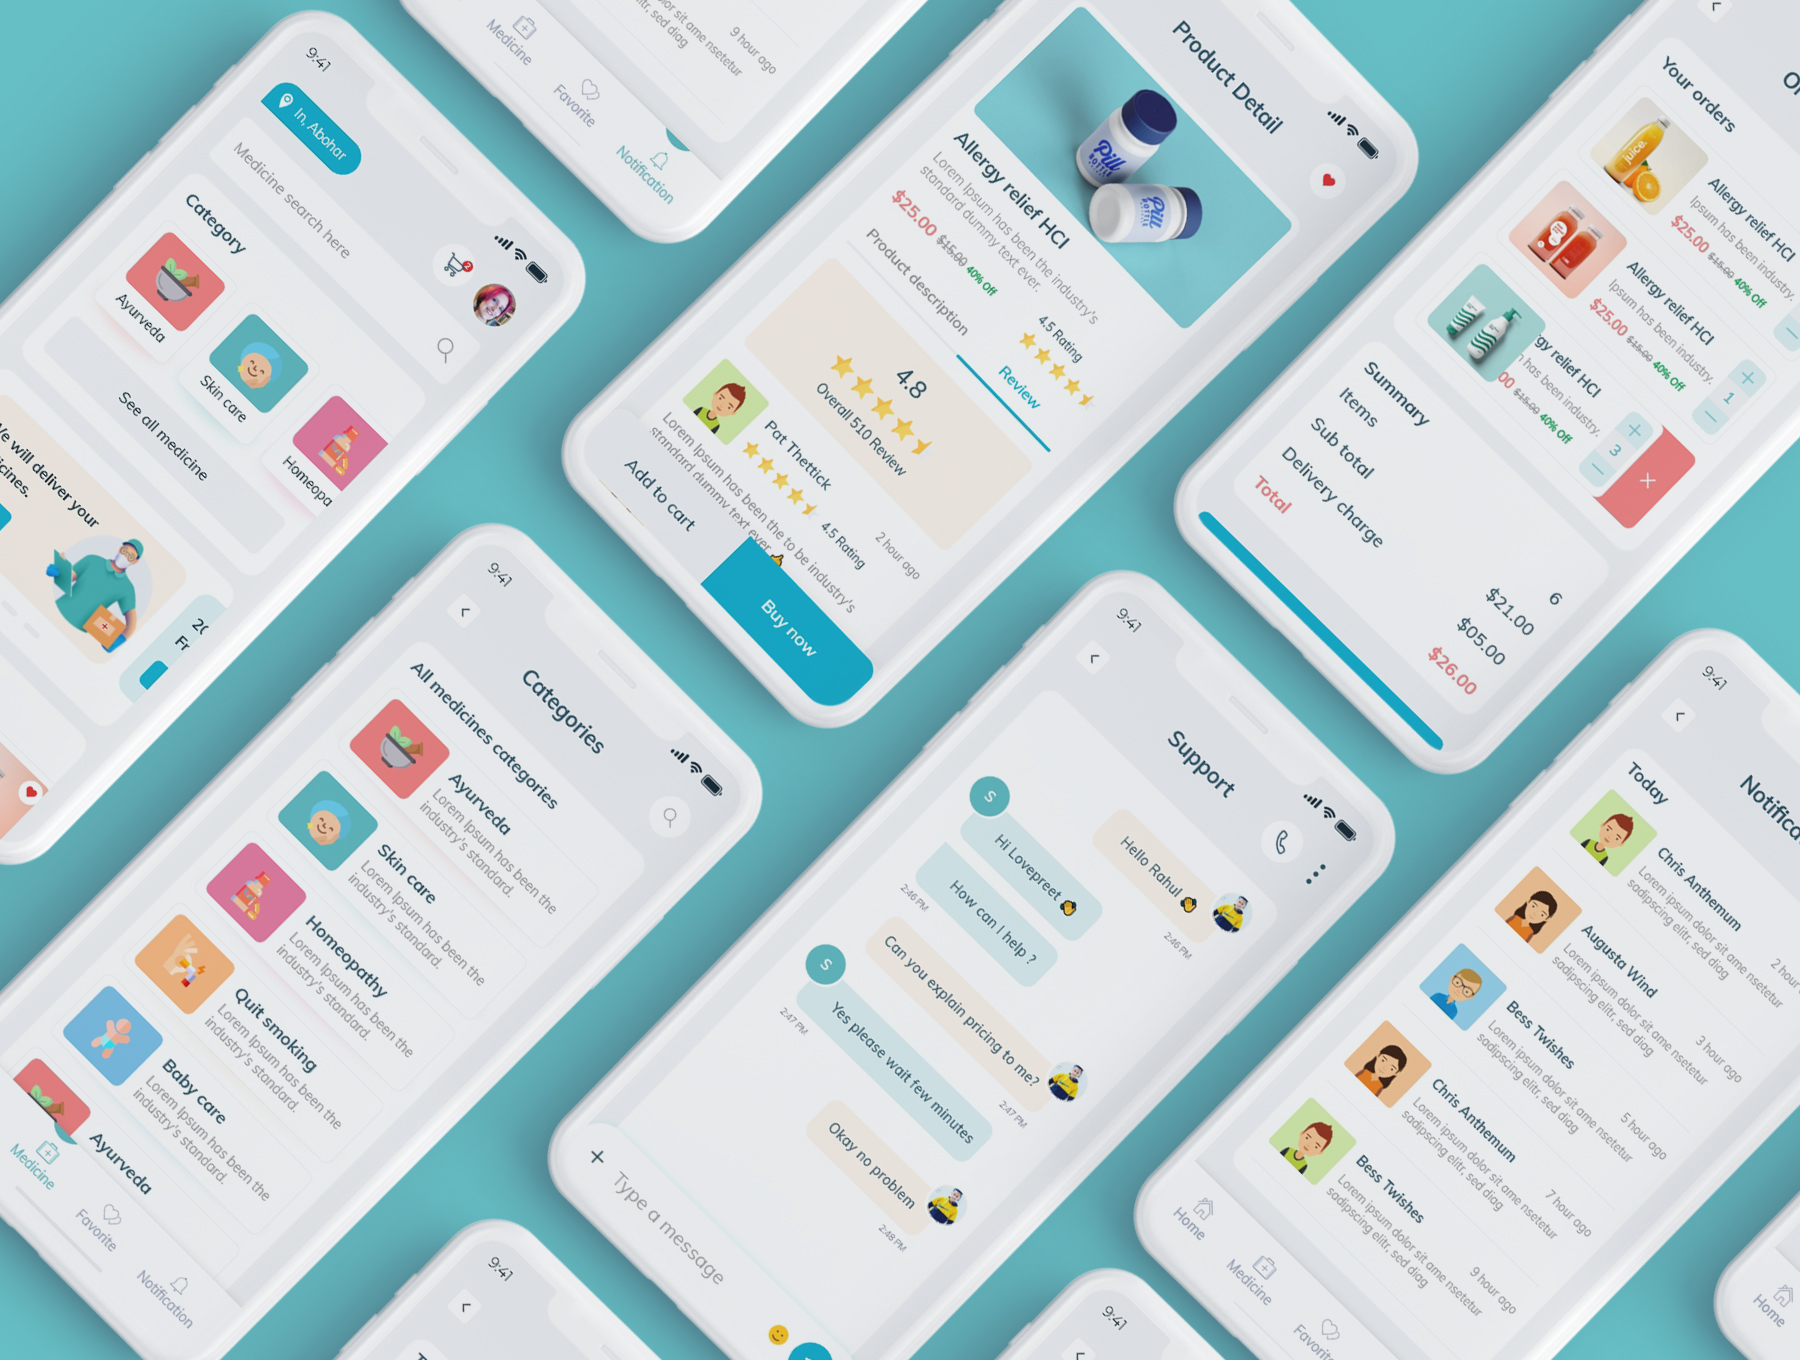 9:41
In, Abohar
Medicine search here
Category
Ayurveda
Skin care
Homeopa
See all medicine
We will deliver your
icines.
20
Fr
9 hour ago
dolor sit ame nsetetur
elitr, sed diag
Medicine
Favorite
Notification
Product Detail
Pill
BOTTLE
Pill
BOTTLE
Allergy relief HCl
Lorem Ipsum has been the industry's
standard dummy text ever.
$25.00 $15.00 40% Off
4.5 Rating
Product description
Review
4.8
Overall 510 Review
Pat Thettick
4.5 Rating
2 hour ago
Lorem Ipsum has been the to be industry's
standard dummy text ever
Add to cart
Buy now
Your orders
juice.
Allergy relief HCl
Ipsum has been industry.
$25.00 $15.00 40% Off
Allergy relief HCl
Ipsum has been industry.
$25.00 $15.00 40% Off
1
rgy relief HCl
has been industry.
00 $15.00 40% Off
3
Summary
Items
6
Sub total
$21.00
Delivery charge
$05.00
Total
$26.00
9:41
Categories
All medicines categories
Ayurveda
Lorem Ipsum has been the
industry's standard.
Skin care
Lorem Ipsum has been the
industry's standard.
Homeopathy
Lorem Ipsum has been the
industry's standard.
Quit smoking
Lorem Ipsum has been the
industry's standard.
Baby care
Lorem Ipsum has been the
industry's standard.
Ayurveda
Medicine
Favorite
Notification
9:41
Support
Hello Rahul 👋
2:46 PM
S
Hi Lovepreet 👋
How can I help ?
2:46 PM
Can you explain pricing to me?
2:47 PM
S
Yes please wait few minutes
2:47 PM
Okay no problem
2:48 PM
Type a message
9:41
Notifica
Today
Chris Anthemum
Lorem ipsum dolor sit ame nsetetur
sadipscing elitr, sed diag
2 hour
Augusta Wind
Lorem ipsum dolor sit ame nsetetur
sadipscing elitr, sed diag
3 hour ago
Bess Twishes
Lorem ipsum dolor sit ame nsetetur
sadipscing elitr, sed diag
5 hour ago
Chris Anthemum
Lorem ipsum dolor sit ame nsetetur
sadipscing elitr, sed diag
7 hour ago
Bess Twishes
Lorem ipsum dolor sit ame nsetetur
sadipscing elitr, sed diag
9 hour ago
Home
Medicine
Favorite
9:41
9:41
Home